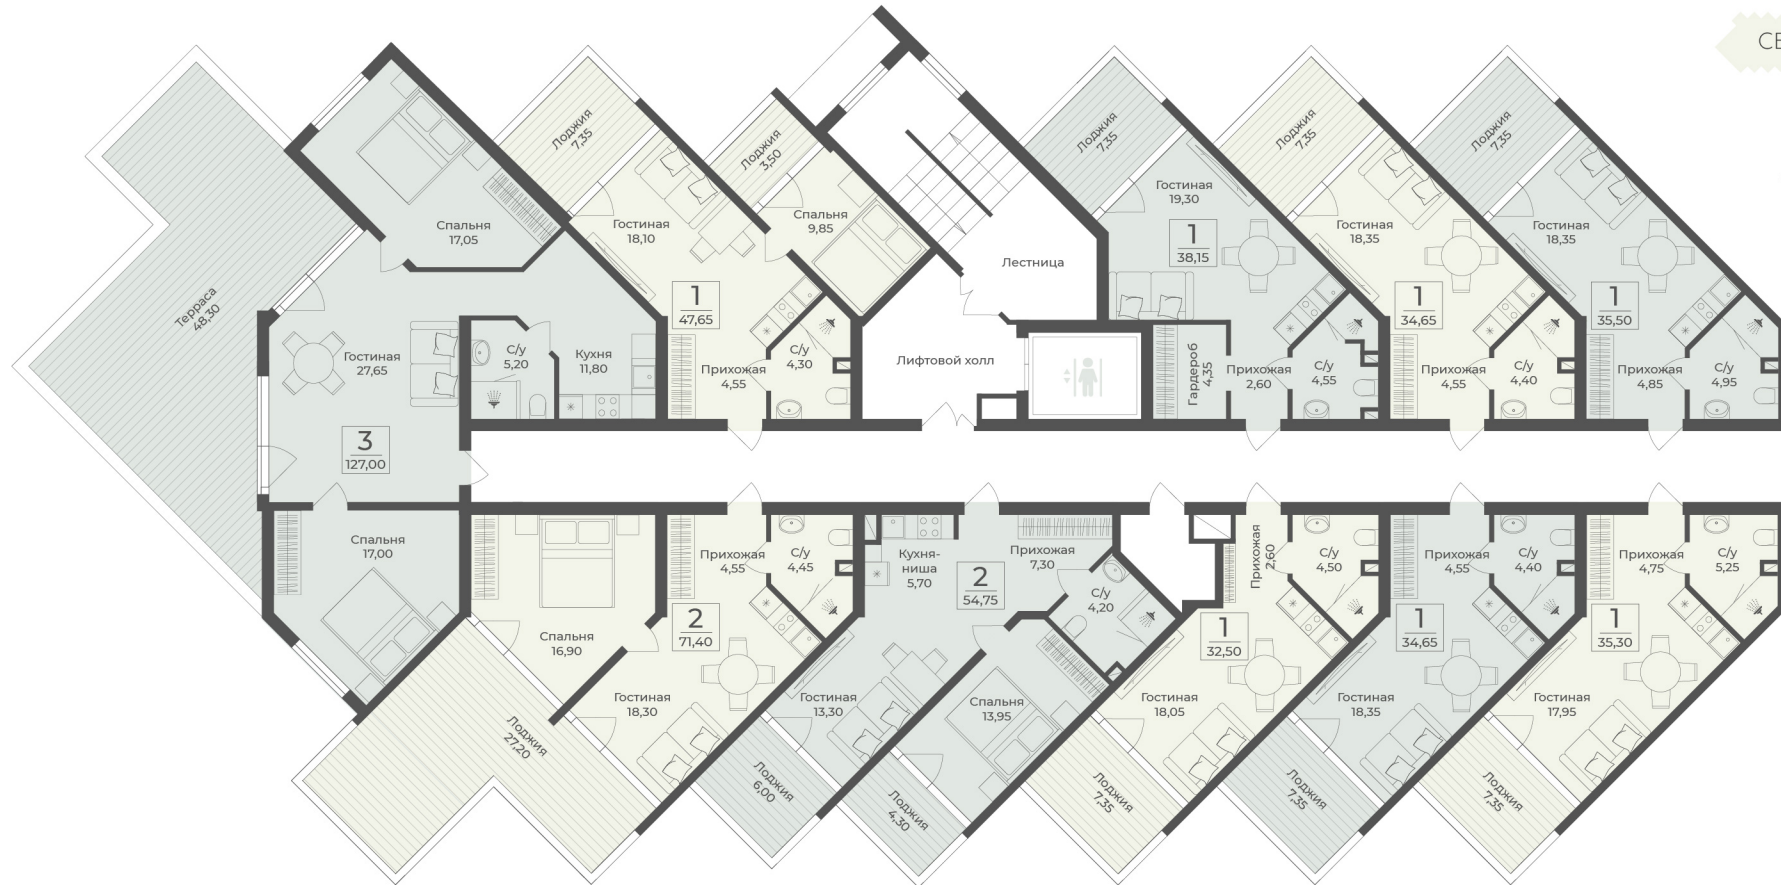 СЕ
Терраса
48,30
Спальня
17,05
Гостиная
27,65
С/у
5,20
Кухня
11,80
3
127,00
Спальня
17,00
Лоджия
7,35
Гостиная
18,10
Лоджия
3,50
Спальня
9,85
1
47,65
Прихожая
4,55
С/у
4,30
Лестница
Лифтовой холл
Лоджия
7,35
Гостиная
19,30
1
38,15
Гардероб
4,35
Прихожая
2,60
С/у
4,55
Лоджия
7,35
Гостиная
18,35
1
34,65
Прихожая
4,55
С/у
4,40
Лоджия
7,35
Гостиная
18,35
1
35,50
Прихожая
4,85
С/у
4,95
Спальня
16,90
Прихожая
4,55
С/у
4,45
2
71,40
Гостиная
18,30
Лоджия
27,20
Кухня-
ниша
5,70
Прихожая
7,30
2
54,75
С/у
4,20
Гостиная
13,30
Спальня
13,95
Лоджия
6,00
Лоджия
4,30
Прихожая
2,60
С/у
4,50
1
32,50
Гостиная
18,05
Лоджия
7,35
Прихожая
4,55
С/у
4,40
1
34,65
Гостиная
18,35
Лоджия
7,35
Прихожая
4,75
С/у
5,25
1
35,30
Гостиная
17,95
Лоджия
7,35